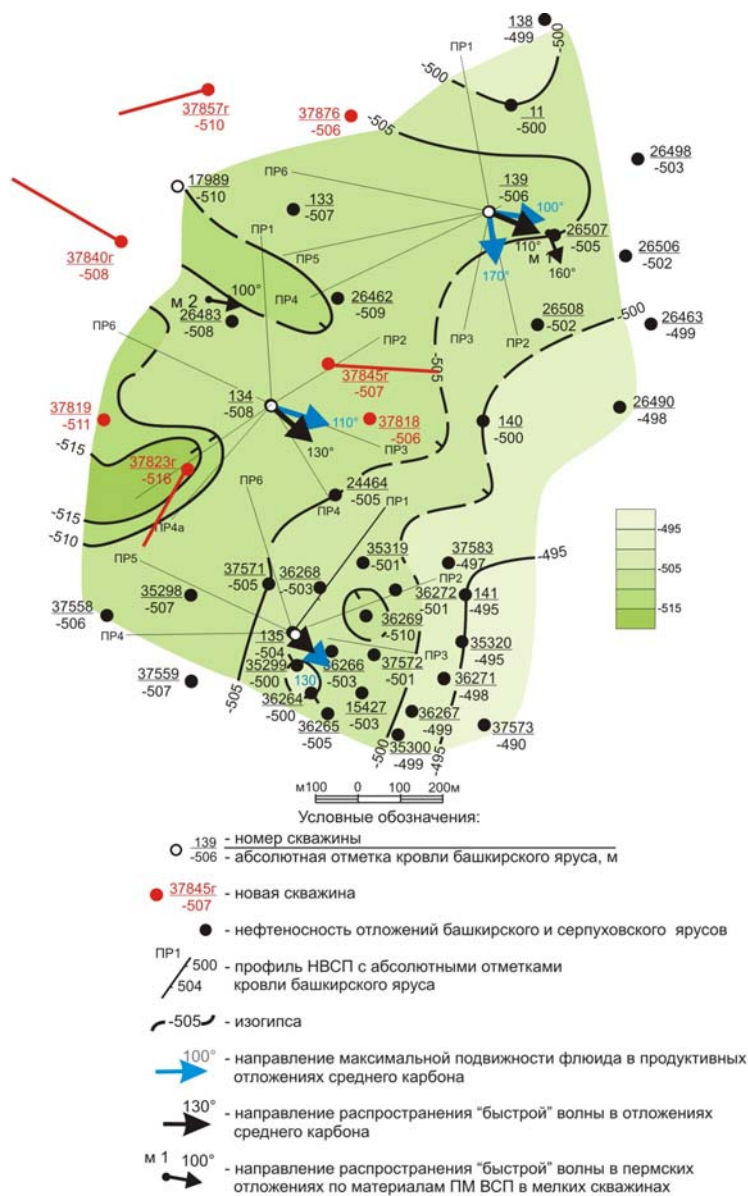 138
-499
ПР1
-500
-500
37857г
-510
37876
-506
11
-500
-505
26498
-503
17989
-510
ПР6
133
-507
139
-506
100°
26507
-505
110°
м 1
160°
170°
ПР1
ПР5
37840г
-508
26506
-502
м 2
100°
ПР4
26462
-509
26483
-508
26508
-502
-500
26463
-499
ПР6
ПР2
ПР3
ПР2
37845г
-507
-505
134
-508
26490
-498
37819
-511
110°
37818
-506
140
-500
130°
ПР3
-515
37823г
-516
ПР6
24464
-505
ПР1
ПР4
-515
-510
ПР4а
-495
-505
-515
ПР5
35319
-501
37583
-497
-495
37571
-505
36268
-503
ПР2
35298
-507
36272
-501
141
-495
37558
-506
36269
-510
ПР4
135
-504
ПР3
35320
-495
35299
-500
130
36266
-503
37572
-501
37559
-507
36271
-498
-505
36264
-500
15427
-503
36265
-505
36267
-499
37573
-490
35300
-499
-500
-495
м100 0 100 200м
Условные обозначения:
139 - номер скважины
-506 - абсолютная отметка кровли башкирского яруса, м
37845г - новая скважина
-507
- нефтеносность отложений башкирского и серпуховского ярусов
ПР1
-500 - профиль НВСП с абсолютными отметками
-504 кровли башкирского яруса
-505 - изогипса
100° - направление максимальной подвижности флюида в продуктивных
отложениях среднего карбона
130° - направление распространения "быстрой" волны в отложениях
среднего карбона
м 1 100° - направление распространения "быстрой" волны в пермских
отложениях по материалам ПМ ВСП в мелких скважинах